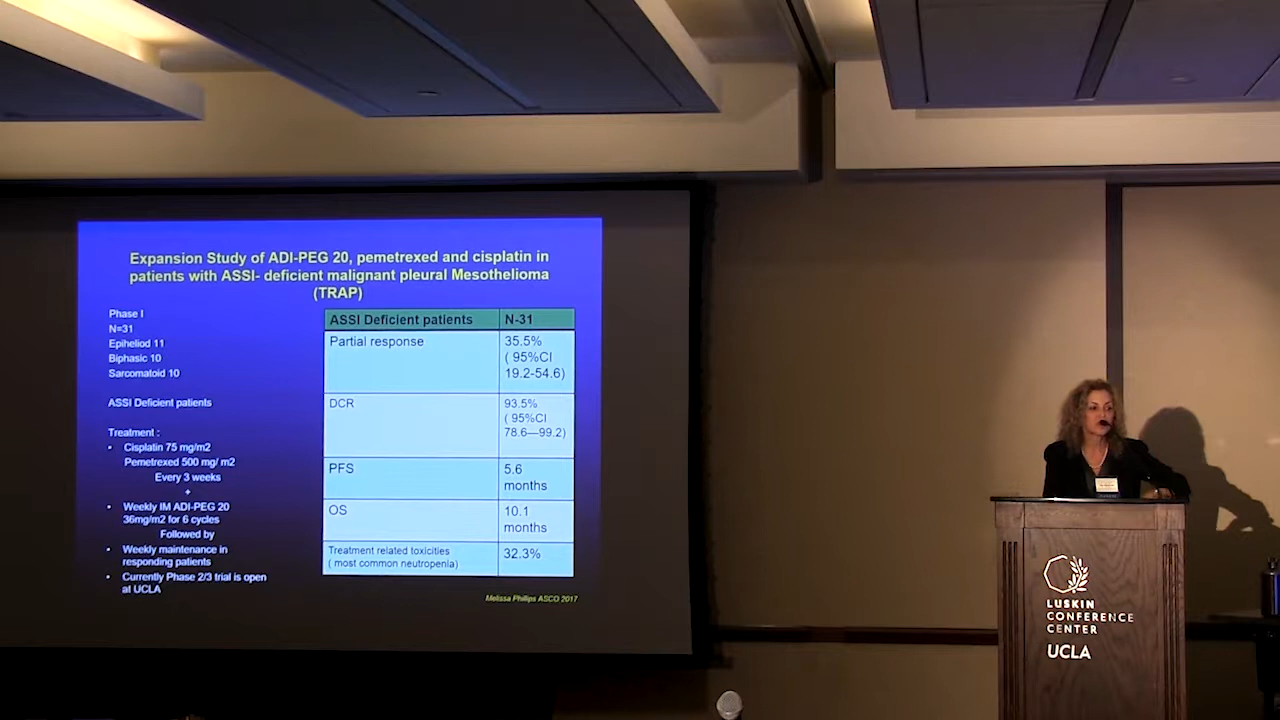 Expansion Study of ADI-PEG 20, pemetrexed and cisplatin in
patients with ASSI- deficient malignant pleural Mesothelioma
(TRAP)
Phase I
N=31
Epiheliod 11
Biphasic 10
Sarcomatoid 10
ASSI Deficient patients
Treatment :
• Cisplatin 75 mg/m2
Pemetrexed 500 mg/ m2
Every 3 weeks
+
• Weekly IM ADI-PEG 20
36mg/m2 for 6 cycles
Followed by
• Weekly maintenance in
responding patients
• Currently Phase 2/3 trial is open
at UCLA
ASSI Deficient patients N-31
Partial response 35.5%
( 95%CI
19.2-54.6)
DCR 93.5%
( 95%CI
78.6—99.2)
PFS 5.6
months
OS 10.1
months
Treatment related toxicities
( most common neutropenia) 32.3%
Melissa Phillips ASCO 2017
LUSKIN
CONFERENCE
CENTER
UCLA